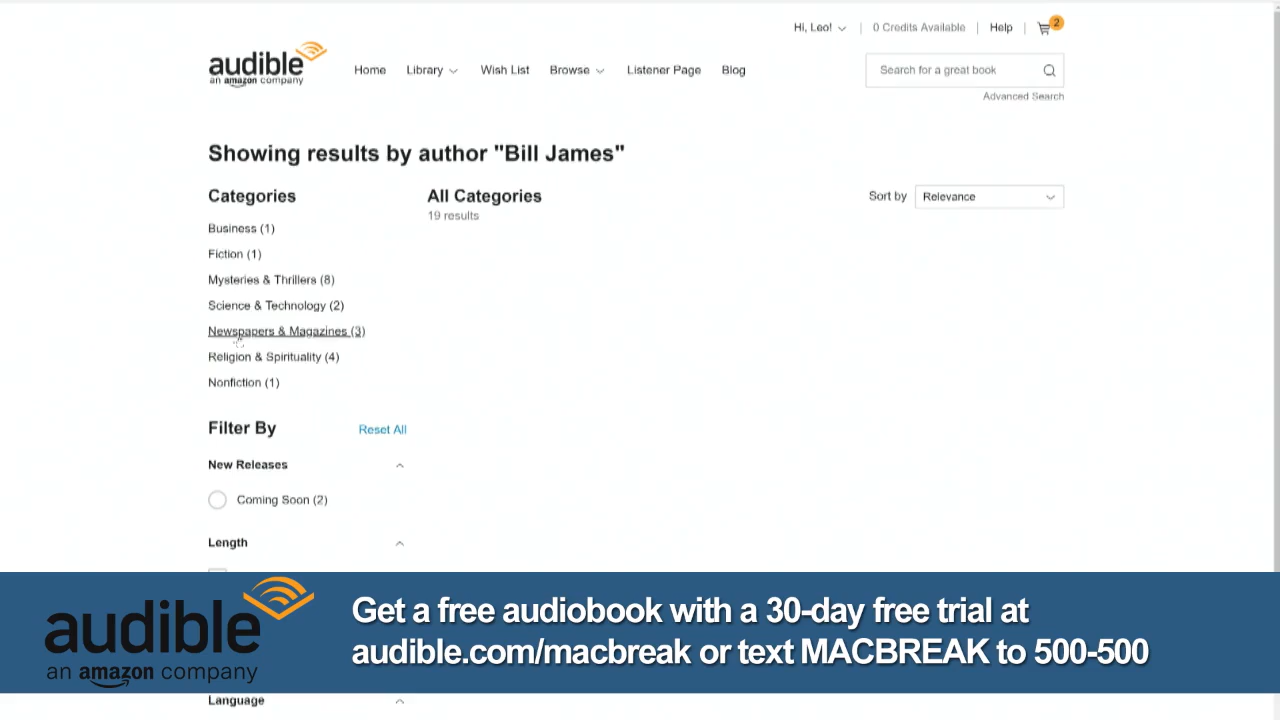 Hi, Leo!
0 Credits Available
Help
2
audible
an amazon company
Home
Library
Wish List
Browse
Listener Page
Blog
Search for a great book
Advanced Search
Showing results by author "Bill James"
Categories
All Categories
Sort by
Relevance
19 results
Business (1)
Fiction (1)
Mysteries & Thrillers (8)
Science & Technology (2)
Newspapers & Magazines (3)
Religion & Spirituality (4)
Nonfiction (1)
Filter By
Reset All
New Releases
Coming Soon (2)
Length
audible
an amazon company
Get a free audiobook with a 30-day free trial at
audible.com/macbreak or text MACBREAK to 500-500
Language